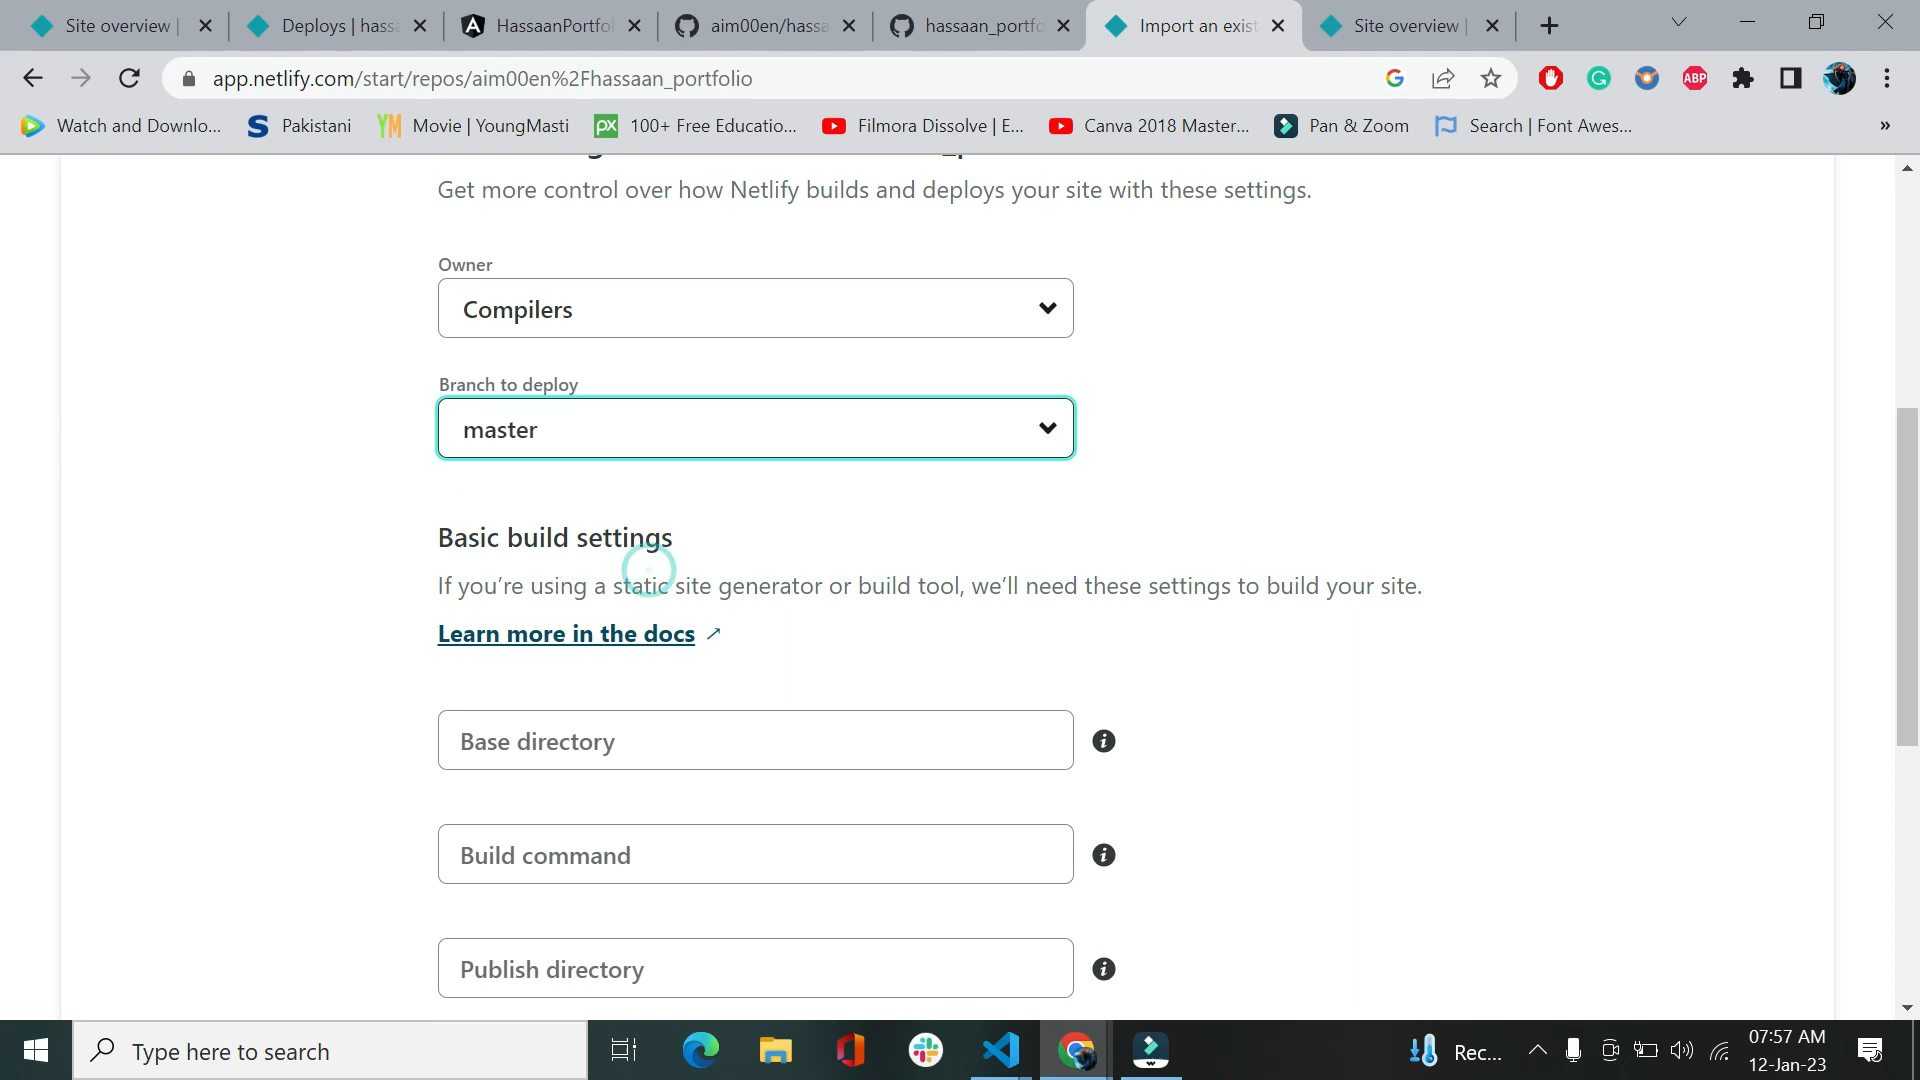 Site overview |
Deploys | hass
HassaanPortfol
aim00en/hassa
hassaan_portfo
Import an exist
Site overview |
app.netlify.com/start/repos/aim00en%2Fhassaan_portfolio
ABP
Watch and Downlo...
Pakistani
YM Movie | YoungMasti
px 100+ Free Educatio...
Filmora Dissolve | E...
Canva 2018 Master...
Pan & Zoom
Search | Font Awes...
»
Get more control over how Netlify builds and deploys your site with these settings.
Owner
Compilers
Branch to deploy
master
Basic build settings
If you’re using a static site generator or build tool, we’ll need these settings to build your site.
Learn more in the docs
Base directory
Build command
Publish directory
Type here to search
Rec...
07:57 AM
12-Jan-23